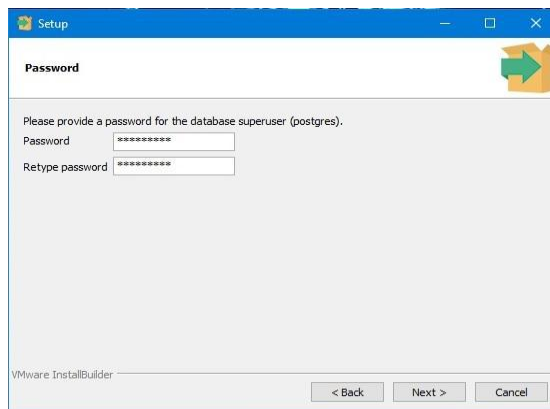 Setup
Password
Please provide a password for the database superuser (postgres).
Password *********
Retype password *********
VMware InstallBuilder
< Back Next > Cancel